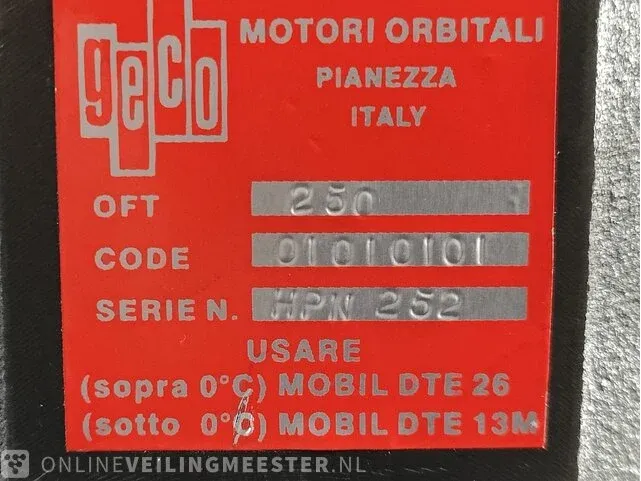 geco
MOTORI ORBITALI
PIANEZZA
ITALY
OFT 250
CODE 01010101
SERIE N. HPN 252
USARE
(sopra 0°C) MOBIL DTE 26
(sotto 0°C) MOBIL DTE 13M
ONLINEVEILINGMEESTER.NL